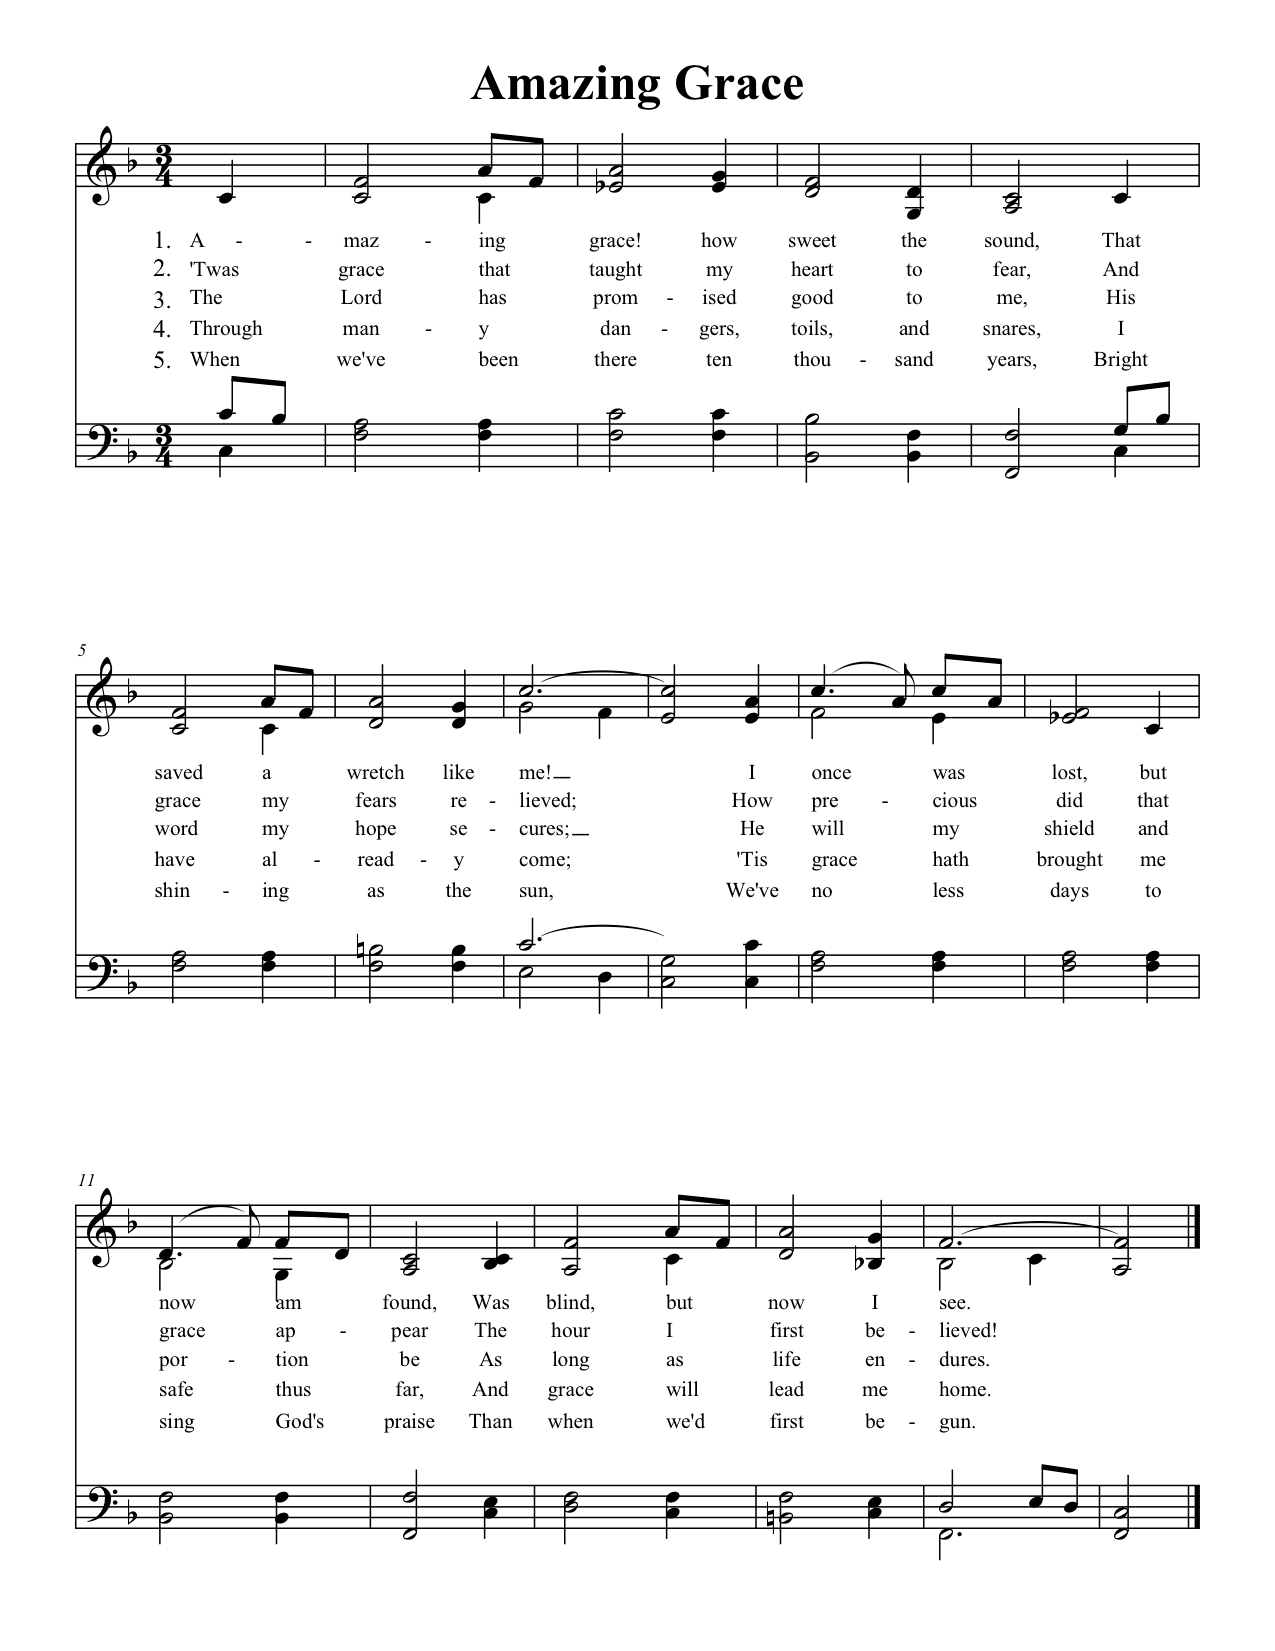 Amazing Grace
3
4
1. A - - maz - ing grace! how sweet the sound, That
2. 'Twas grace that taught my heart to fear, And
3. The Lord has prom - ised good to me, His
4. Through man - y dan - gers, toils, and snares, I
5. When we've been there ten thou - sand years, Bright
3
4
5
saved a wretch like me! I once was lost, but
grace my fears re - lieved; How pre - cious did that
word my hope se - cures; He will my shield and
have al - read - y come; 'Tis grace hath brought me
shin - ing as the sun, We've no less days to
11
now am found, Was blind, but now I see.
grace ap - pear The hour I first be - lieved!
por - tion be As long as life en - dures.
safe thus far, And grace will lead me home.
sing God's praise Than when we'd first be - gun.